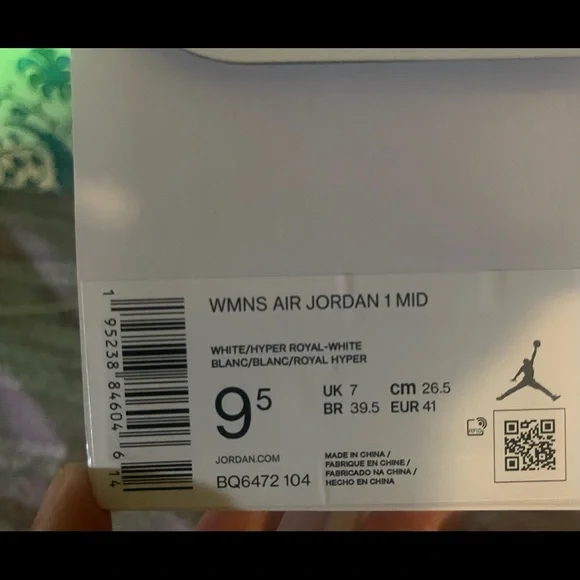 WMNS AIR JORDAN 1 MID
WHITE/HYPER ROYAL-WHITE
BLANC/BLANC/ROYAL HYPER
9 5
UK 7 cm 26.5
BR 39.5 EUR 41
JORDAN.COM
BQ6472 104
MADE IN CHINA /
FABRIQUE EN CHINE /
FABRICADO NA CHINA /
HECHO EN CHINA
RFID
1 95238 84604 6 14